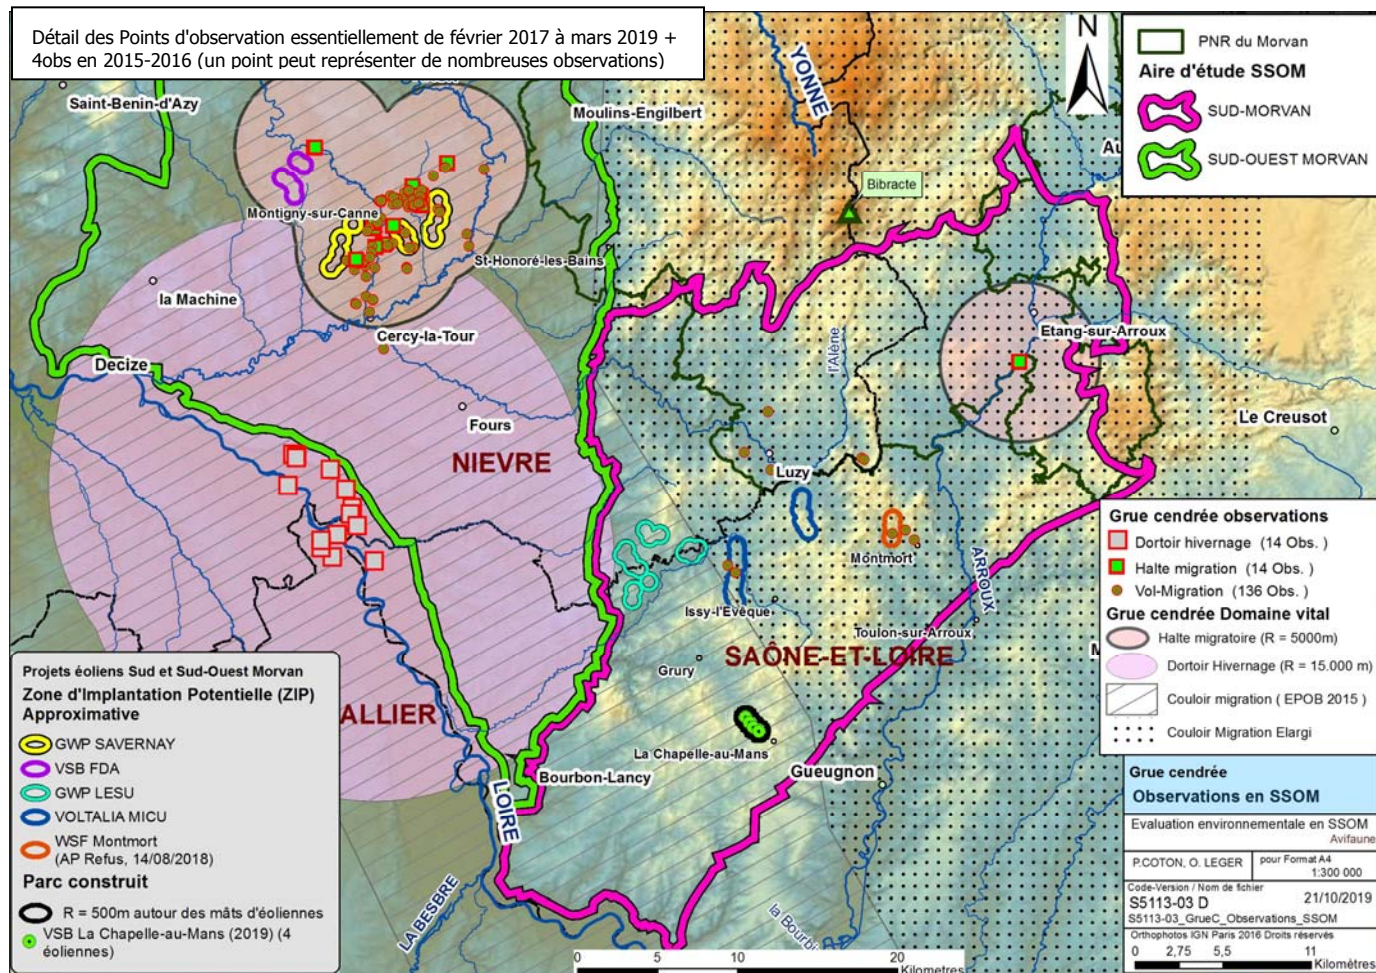 Détail des Points d'observation essentiellement de février 2017 à mars 2019 +
4obs en 2015-2016 (un point peut représenter de nombreuses observations)
N
PNR du Morvan
Aire d'étude SSOM
SUD-MORVAN
SUD-OUEST MORVAN
YONNE
Saint-Benin-d'Azy
Moulins-Engilbert
Bibracte
Montigny-sur-Canne
St-Honoré-les-Bains
la Machine
Cercy-la-Tour
Decize
Fours
NIEVRE
l'Alène
Etang-sur-Arroux
Le Creusot
Luzy
Montmort
ARROUX
Issy-l'Evêque
Toulon-sur-Arroux
SAÔNE-ET-LOIRE
Grury
ALLIER
La Chapelle-au-Mans
Bourbon-Lancy
Gueugnon
LOIRE
LA BESBRE
la Bourbi
Grue cendrée observations
Dortoir hivernage (14 Obs. )
Halte migration (14 Obs. )
Vol-Migration (136 Obs. )
Grue cendrée Domaine vital
Halte migratoire (R = 5000m)
Dortoir Hivernage (R = 15.000 m)
Couloir migration ( EPOB 2015 )
Couloir Migration Elargi
Projets éoliens Sud et Sud-Ouest Morvan
Zone d'Implantation Potentielle (ZIP)
Approximative
GWP SAVERNAY
VSB FDA
GWP LESU
VOLTALIA MICU
WSF Montmort
(AP Refus, 14/08/2018)
Parc construit
R = 500m autour des mâts d'éoliennes
VSB La Chapelle-au-Mans (2019) (4
éoliennes)
0 5 10 20
Kilometres
Grue cendrée
Observations en SSOM
Evaluation environnementale en SSOM
Avifaune
P.COTON, O. LEGER
pour Format A4
1:300 000
Code-Version / Nom de fichier
S5113-03 D 21/10/2019
S5113-03_GrueC_Observations_SSOM
Orthophotos IGN Paris 2016 Droits réservés
0 2,75 5,5 11
Kilomètres